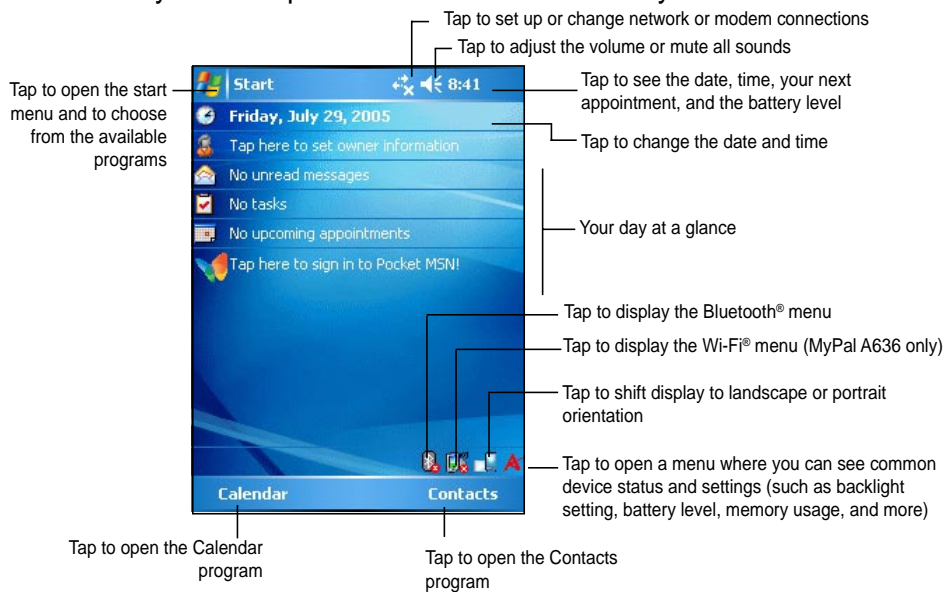 Tap to set up or change network or modem connections
Tap to adjust the volume or mute all sounds
Tap to open the start
menu and to choose
from the available
programs
Start
8:41
Tap to see the date, time, your next
appointment, and the battery level
Friday, July 29, 2005
Tap to change the date and time
Tap here to set owner information
No unread messages
No tasks
No upcoming appointments
Your day at a glance
Tap here to sign in to Pocket MSN!
Tap to display the Bluetooth® menu
Tap to display the Wi-Fi® menu (MyPal A636 only)
Tap to shift display to landscape or portrait
orientation
Tap to open a menu where you can see common
device status and settings (such as backlight
setting, battery level, memory usage, and more)
Calendar
Contacts
Tap to open the Calendar
program
Tap to open the Contacts
program